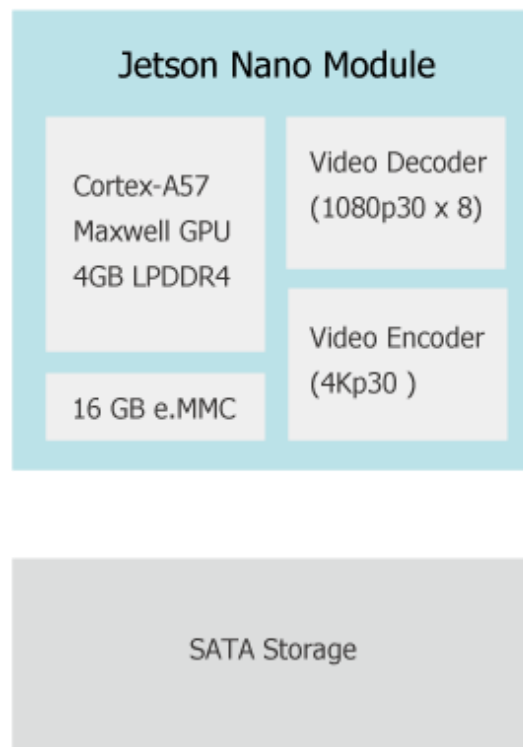 Jetson Nano Module
Cortex-A57
Maxwell GPU
4GB LPDDR4
16 GB e.MMC
Video Decoder
(1080p30 x 8)
Video Encoder
(4Kp30 )
SATA Storage